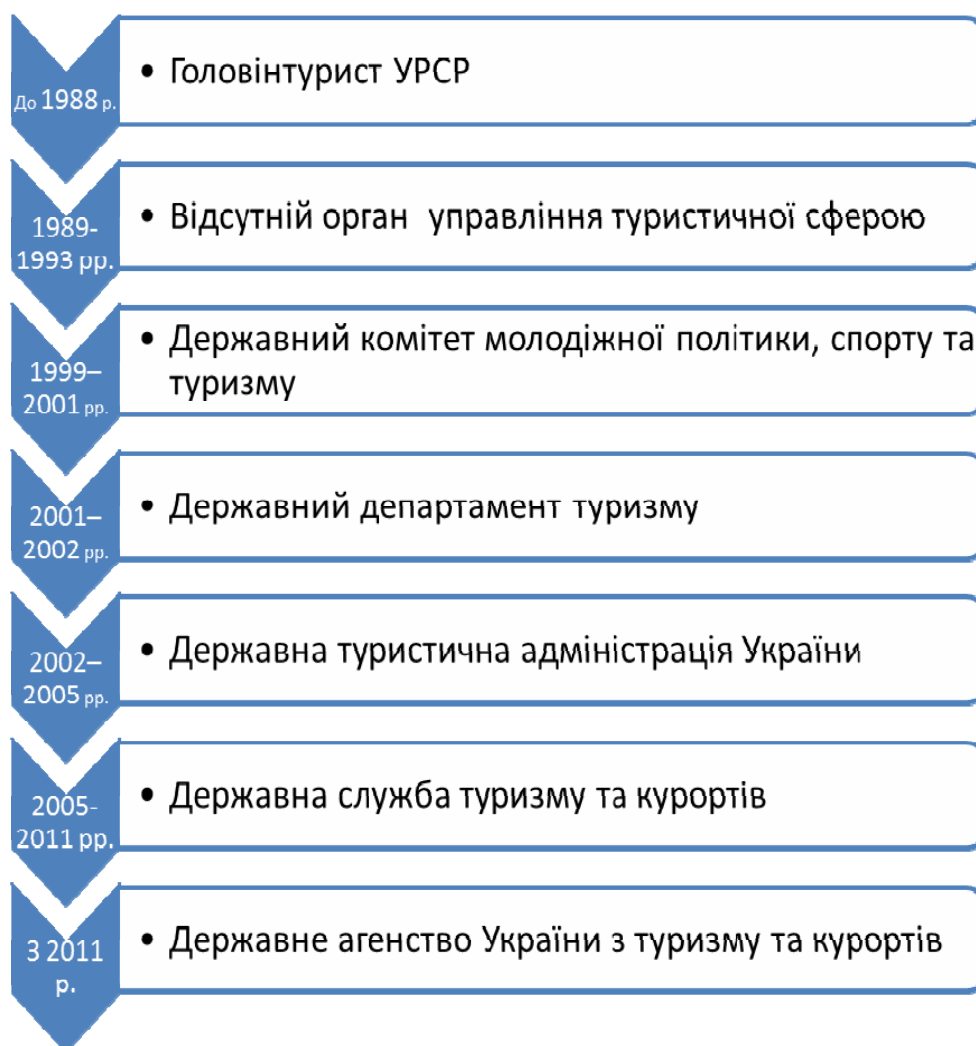 До 1988 р.
• Головінтурист УРСР
1989-
1993 рр.
• Відсутній орган управління туристичної сферою
1999–
2001 рр.
• Державний комітет молодіжної політики, спорту та
туризму
2001–
2002 рр.
• Державний департамент туризму
2002–
2005 рр.
• Державна туристична адміністрація України
2005-
2011 рр.
• Державна служба туризму та курортів
З 2011
р.
• Державне агенство України з туризму та курортів